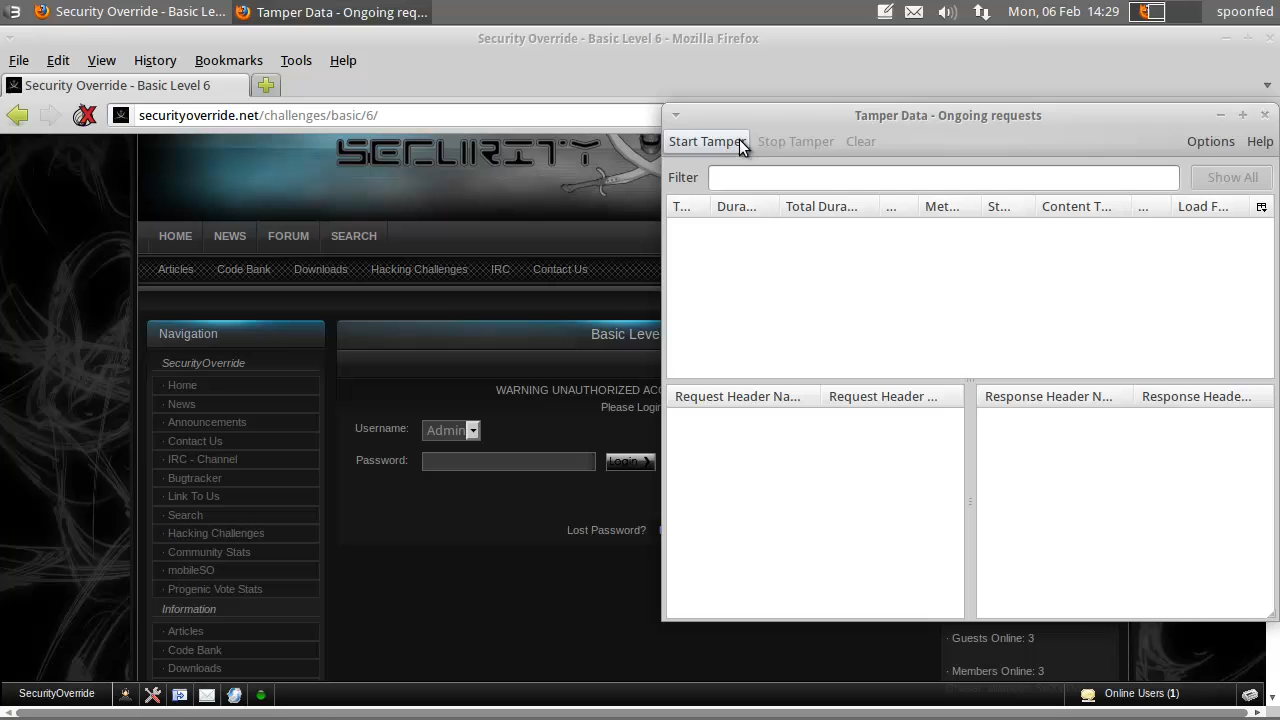 Security Override - Basic Le...
Tamper Data - Ongoing req...
Mon, 06 Feb 14:29
spoonfed
Security Override - Basic Level 6 - Mozilla Firefox
File Edit View History Bookmarks Tools Help
Security Override - Basic Level 6
securityoverride.net/challenges/basic/6/
SECURITY
HOME NEWS FORUM SEARCH
Articles Code Bank Downloads Hacking Challenges IRC Contact Us
Navigation
SecurityOverride
· Home
· News
· Announcements
· Contact Us
· IRC - Channel
· Bugtracker
· Link To Us
· Search
· Hacking Challenges
· Community Stats
· mobileSO
· Progenic Vote Stats
Information
· Articles
· Code Bank
· Downloads
Basic Leve
WARNING UNAUTHORIZED ACC
Please Login
Username: Admin
Password: Login
Lost Password?
Tamper Data - Ongoing requests
Start Tamper Stop Tamper Clear Options Help
Filter Show All
T... Dura... Total Dura... ... Met... St... Content T... ... Load F...
Request Header Na... Request Header ...
Response Header N... Response Heade...
· Guests Online: 3
· Members Online: 3
SecurityOverride
Online Users (1)